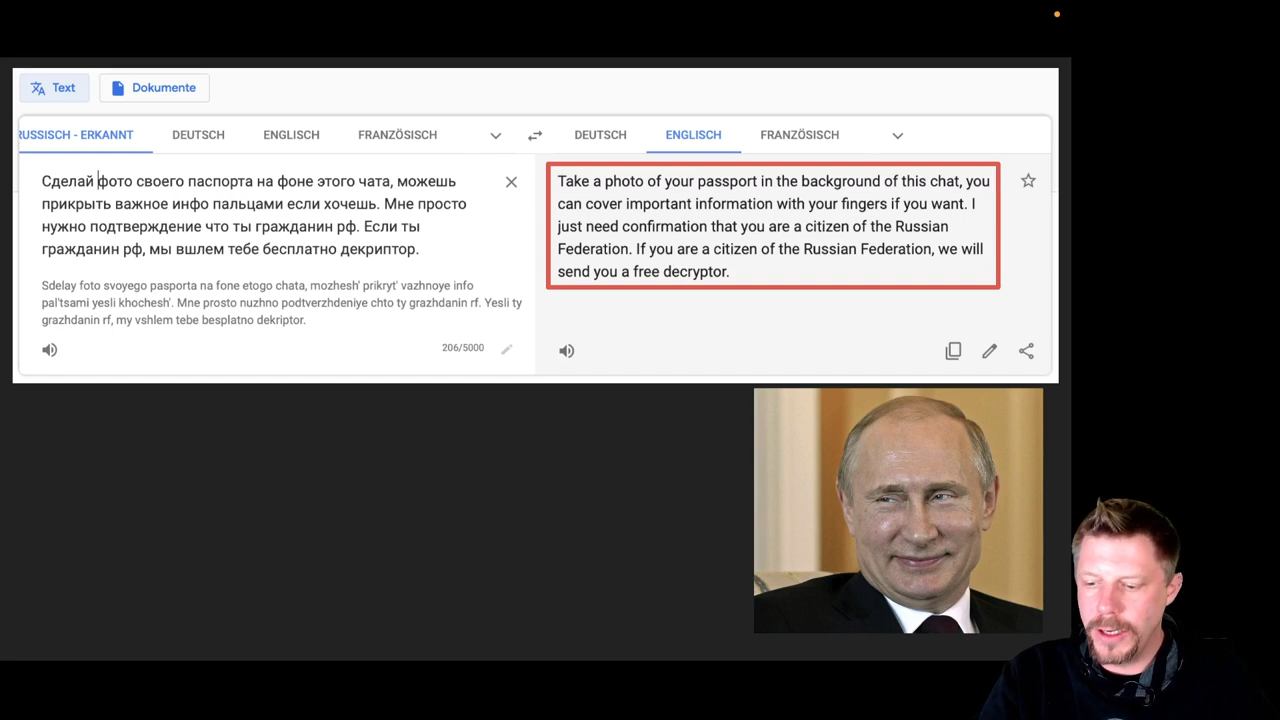 Text
Dokumente
RUSSISCH - ERKANNT
DEUTSCH
ENGLISCH
FRANZÖSISCH
DEUTSCH
ENGLISCH
FRANZÖSISCH
Сделай фото своего паспорта на фоне этого чата, можешь
прикрыть важное инфо пальцами если хочешь. Мне просто
нужно подтверждение что ты гражданин рф. Если ты
гражданин рф, мы вшлем тебе бесплатно декриптор.
Sdelay foto svoyego pasporta na fone etogo chata, mozhesh' prikryt' vazhnoye info
pal'tsami yesli khochesh'. Mne prosto nuzhno podtverzhdeniye chto ty grazhdanin rf. Yesli ty
grazhdanin rf, my vshlem tebe besplatno dekriptor.
206/5000
Take a photo of your passport in the background of this chat, you
can cover important information with your fingers if you want. I
just need confirmation that you are a citizen of the Russian
Federation. If you are a citizen of the Russian Federation, we will
send you a free decryptor.